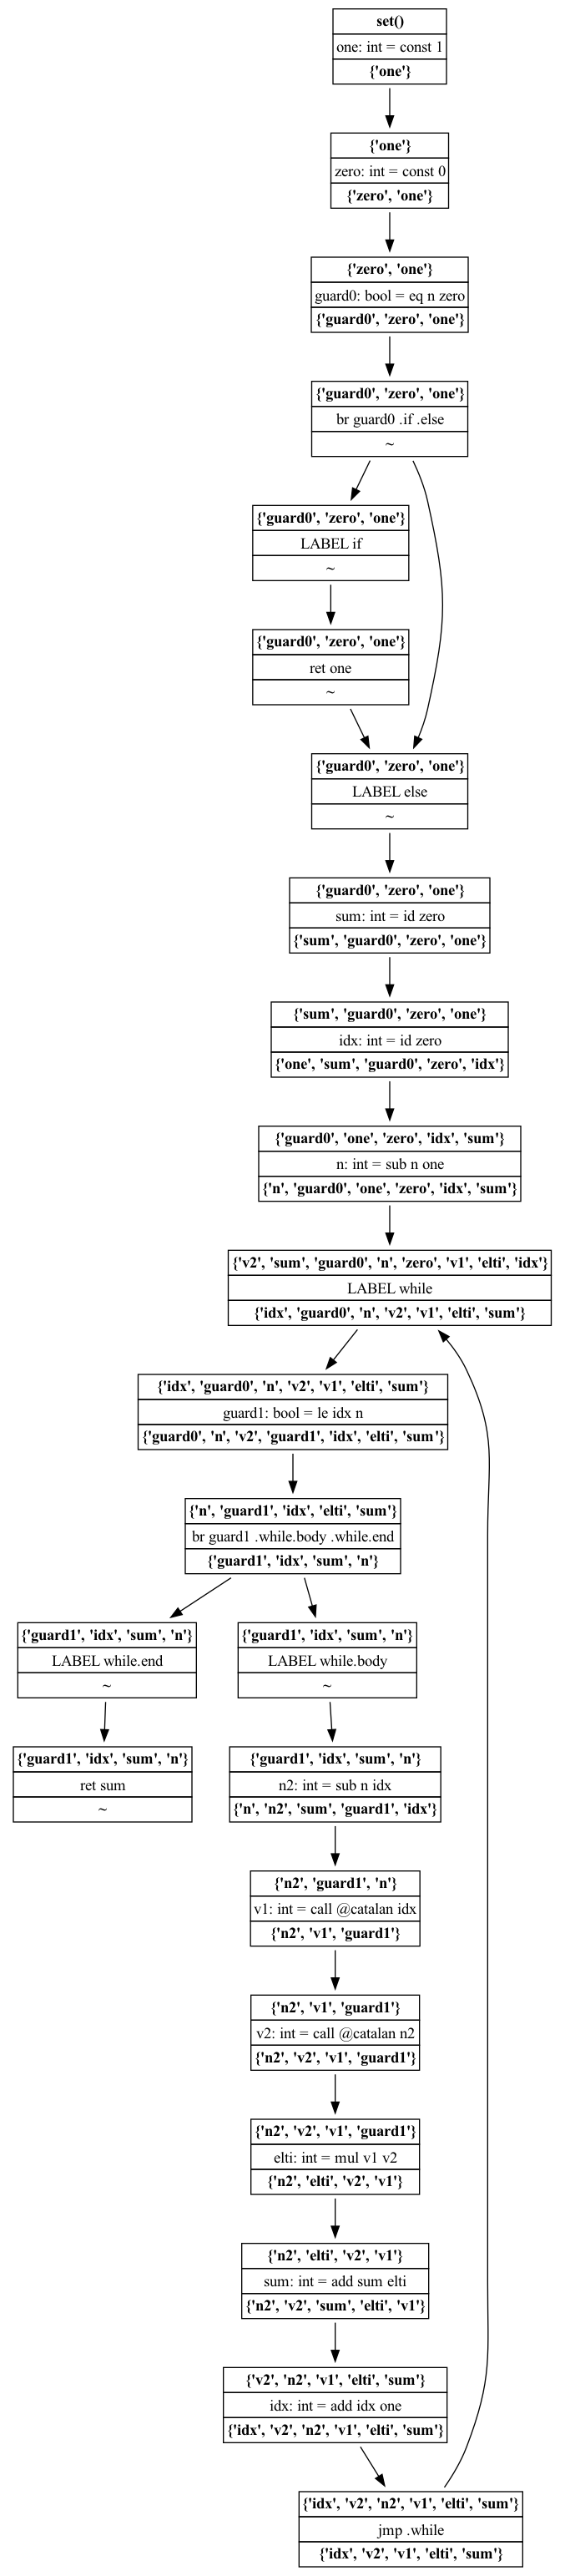 set()
one: int = const 1
{'one'}
{'one'}
zero: int = const 0
{'zero', 'one'}
{'zero', 'one'}
guard0: bool = eq n zero
{'guard0', 'zero', 'one'}
{'guard0', 'zero', 'one'}
br guard0 .if .else
~
{'guard0', 'zero', 'one'}
LABEL if
~
{'guard0', 'zero', 'one'}
ret one
~
{'guard0', 'zero', 'one'}
LABEL else
~
{'guard0', 'zero', 'one'}
sum: int = id zero
{'sum', 'guard0', 'zero', 'one'}
{'sum', 'guard0', 'zero', 'one'}
idx: int = id zero
{'one', 'sum', 'guard0', 'zero', 'idx'}
{'guard0', 'one', 'zero', 'idx', 'sum'}
n: int = sub n one
{'n', 'guard0', 'one', 'zero', 'idx', 'sum'}
{'v2', 'sum', 'guard0', 'n', 'zero', 'v1', 'elti', 'idx'}
LABEL while
{'idx', 'guard0', 'n', 'v2', 'v1', 'elti', 'sum'}
{'idx', 'guard0', 'n', 'v2', 'v1', 'elti', 'sum'}
guard1: bool = le idx n
{'guard0', 'n', 'v2', 'guard1', 'idx', 'elti', 'sum'}
{'n', 'guard1', 'idx', 'elti', 'sum'}
br guard1 .while.body .while.end
{'guard1', 'idx', 'sum', 'n'}
{'guard1', 'idx', 'sum', 'n'}
LABEL while.end
~
{'guard1', 'idx', 'sum', 'n'}
LABEL while.body
~
{'guard1', 'idx', 'sum', 'n'}
ret sum
~
{'guard1', 'idx', 'sum', 'n'}
n2: int = sub n idx
{'n', 'n2', 'sum', 'guard1', 'idx'}
{'n2', 'guard1', 'n'}
v1: int = call @catalan idx
{'n2', 'v1', 'guard1'}
{'n2', 'v1', 'guard1'}
v2: int = call @catalan n2
{'n2', 'v2', 'v1', 'guard1'}
{'n2', 'v2', 'v1', 'guard1'}
elti: int = mul v1 v2
{'n2', 'elti', 'v2', 'v1'}
{'n2', 'elti', 'v2', 'v1'}
sum: int = add sum elti
{'n2', 'v2', 'sum', 'elti', 'v1'}
{'v2', 'n2', 'v1', 'elti', 'sum'}
idx: int = add idx one
{'idx', 'v2', 'n2', 'v1', 'elti', 'sum'}
{'idx', 'v2', 'n2', 'v1', 'elti', 'sum'}
jmp .while
{'idx', 'v2', 'v1', 'elti', 'sum'}